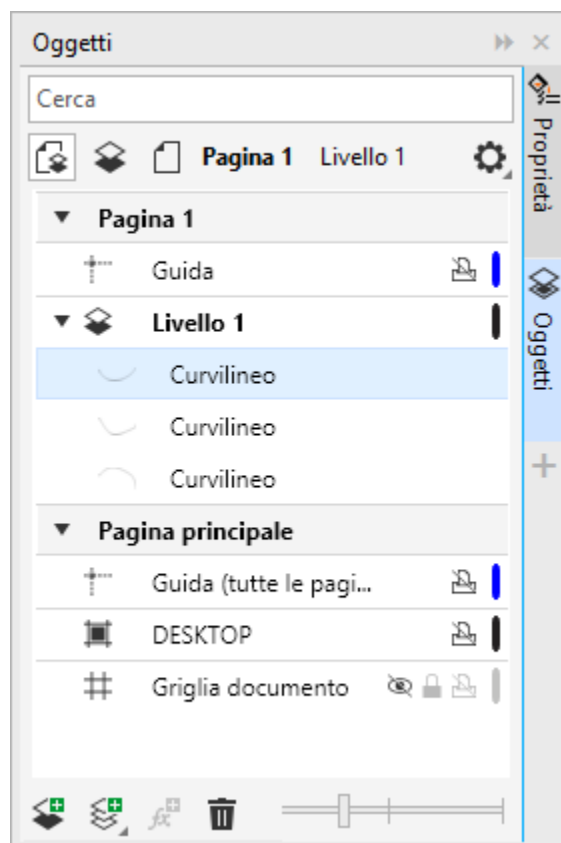 Oggetti
Cerca
Pagina 1 Livello 1
Pagina 1
Guida
Livello 1
Curvilineo
Curvilineo
Curvilineo
Pagina principale
Guida (tutte le pagi...
DESKTOP
Griglia documento
Proprietà
Oggetti